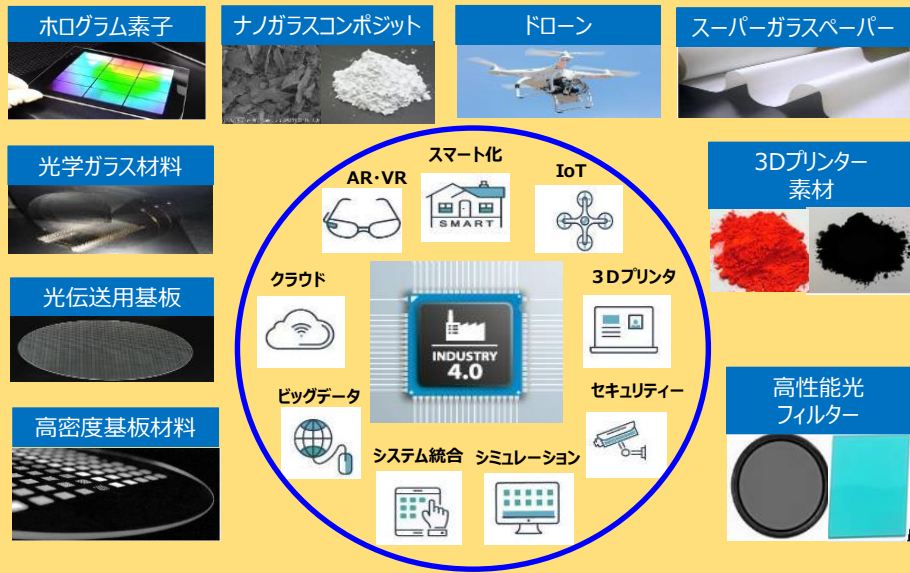 ホログラム素子
ナノガラスコンポジット
ドローン
スーパーガラスペーパー
光学ガラス材料
スマート化
AR･VR
SMART
IoT
3Dプリンター
素材
クラウド
3Dプリンタ
光伝送用基板
INDUSTRY
4.0
ビッグデータ
セキュリティー
高性能光
フィルター
高密度基板材料
システム統合
シミュレーション